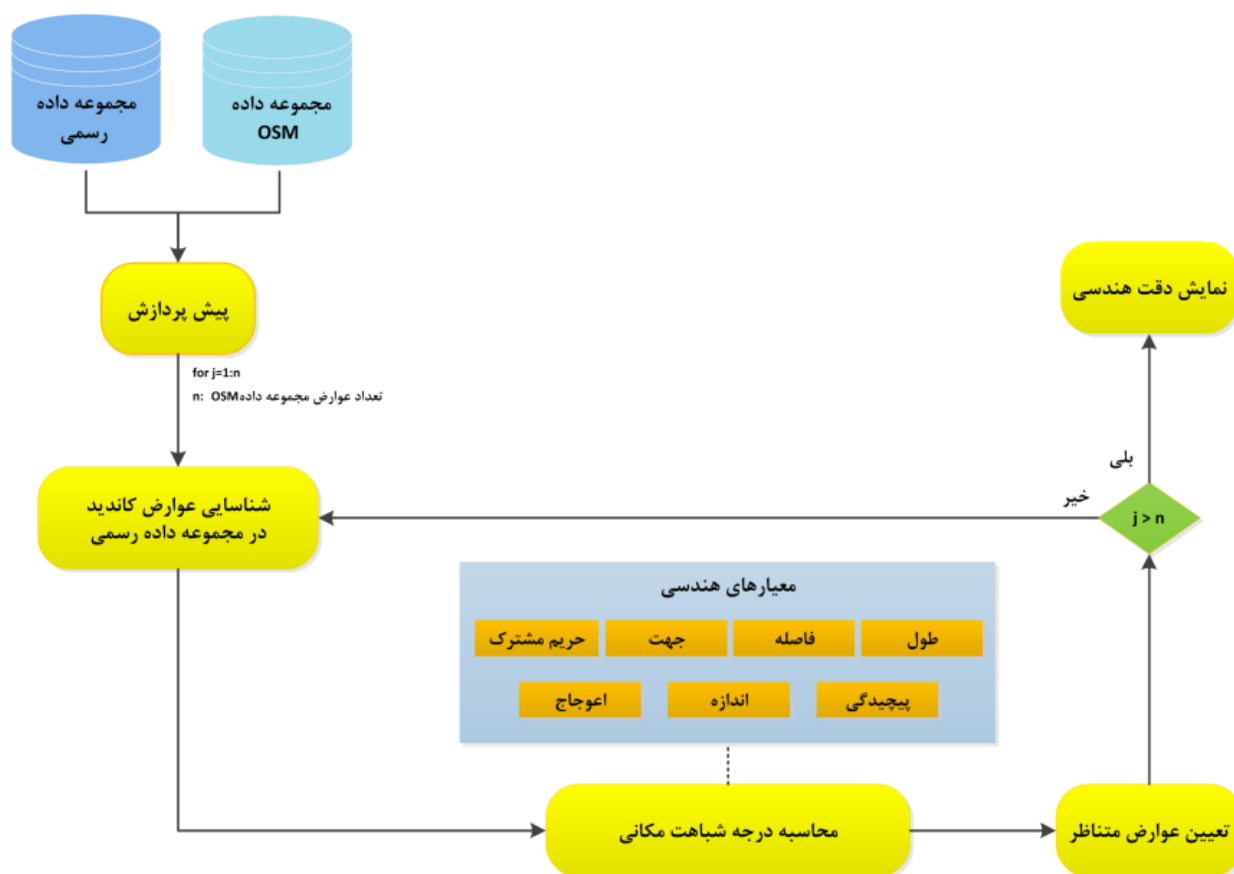 مجموعه داده
رسمی
مجموعه داده
OSM
پیش پردازش
for j=1:n
n: تعداد عوارض مجموعه داده OSM
شناسایی عوارض کاندید
در مجموعه داده رسمی
معیارهای هندسی
طول
فاصله
جهت
حریم مشترک
پیچیدگی
اندازه
اعوجاج
محاسبه درجه شباهت مکانی
تعیین عوارض متناظر
j > n
خیر
بلی
نمایش دقت هندسی